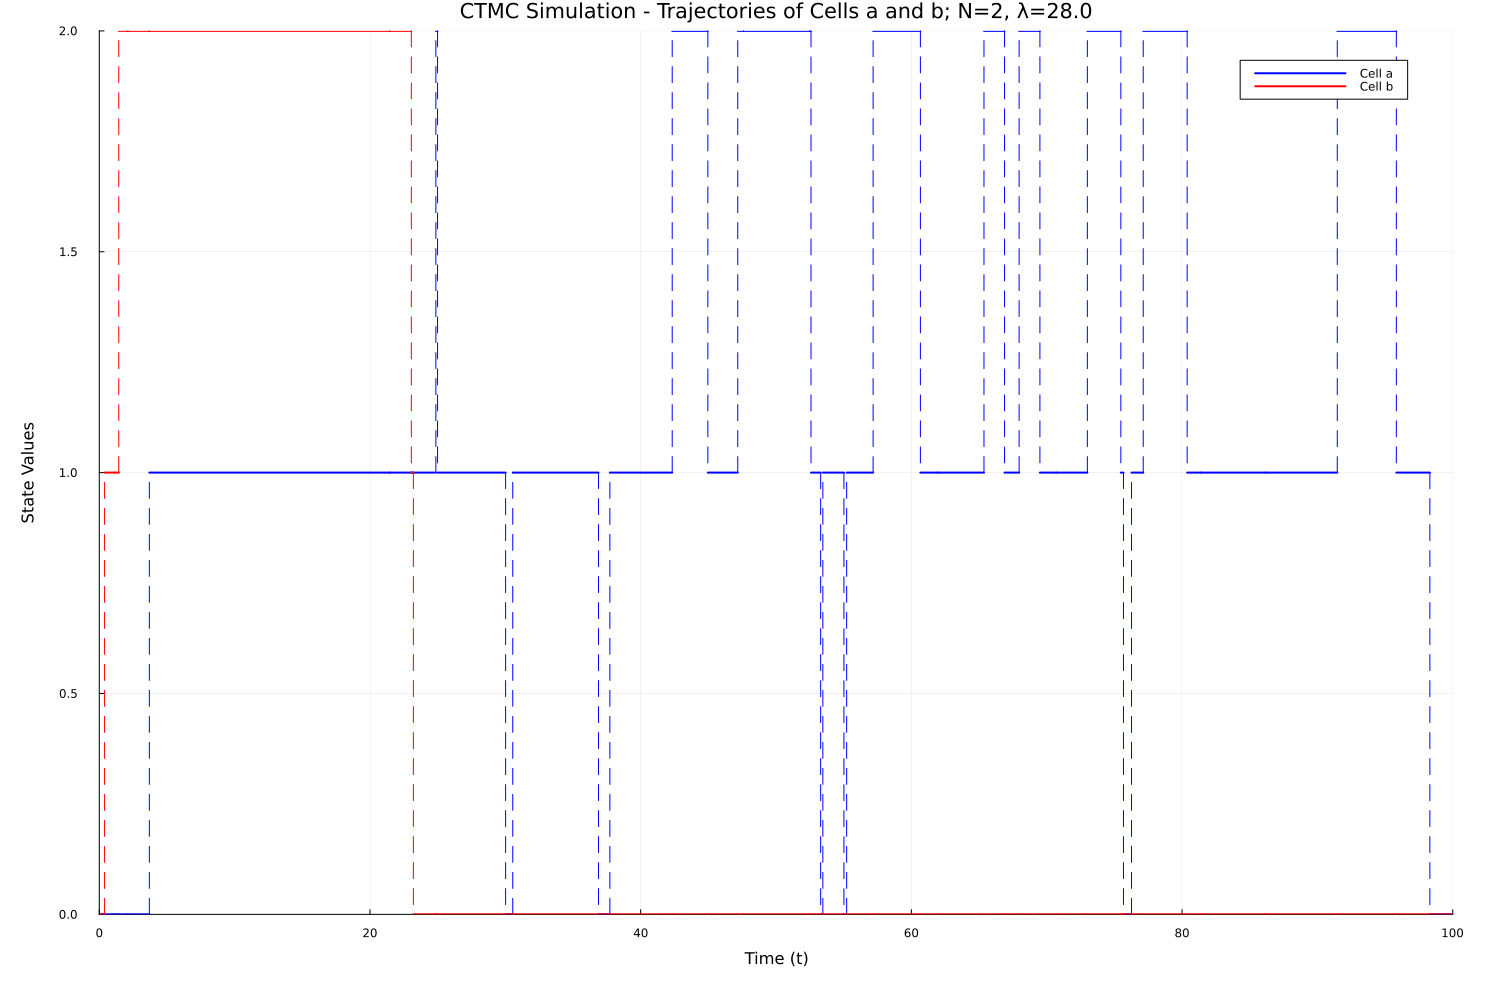 CTMC Simulation - Trajectories of Cells a and b; N=2, λ=28.0
Cell a
Cell b
State Values
2.0
1.5
1.0
0.5
0.0
0 20 40 60 80 100
Time (t)